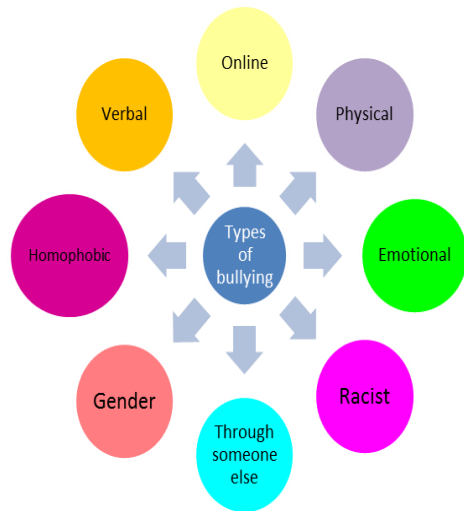 Online
Physical
Emotional
Racist
Through
someone
else
Gender
Homophobic
Verbal
Types
of
bullying